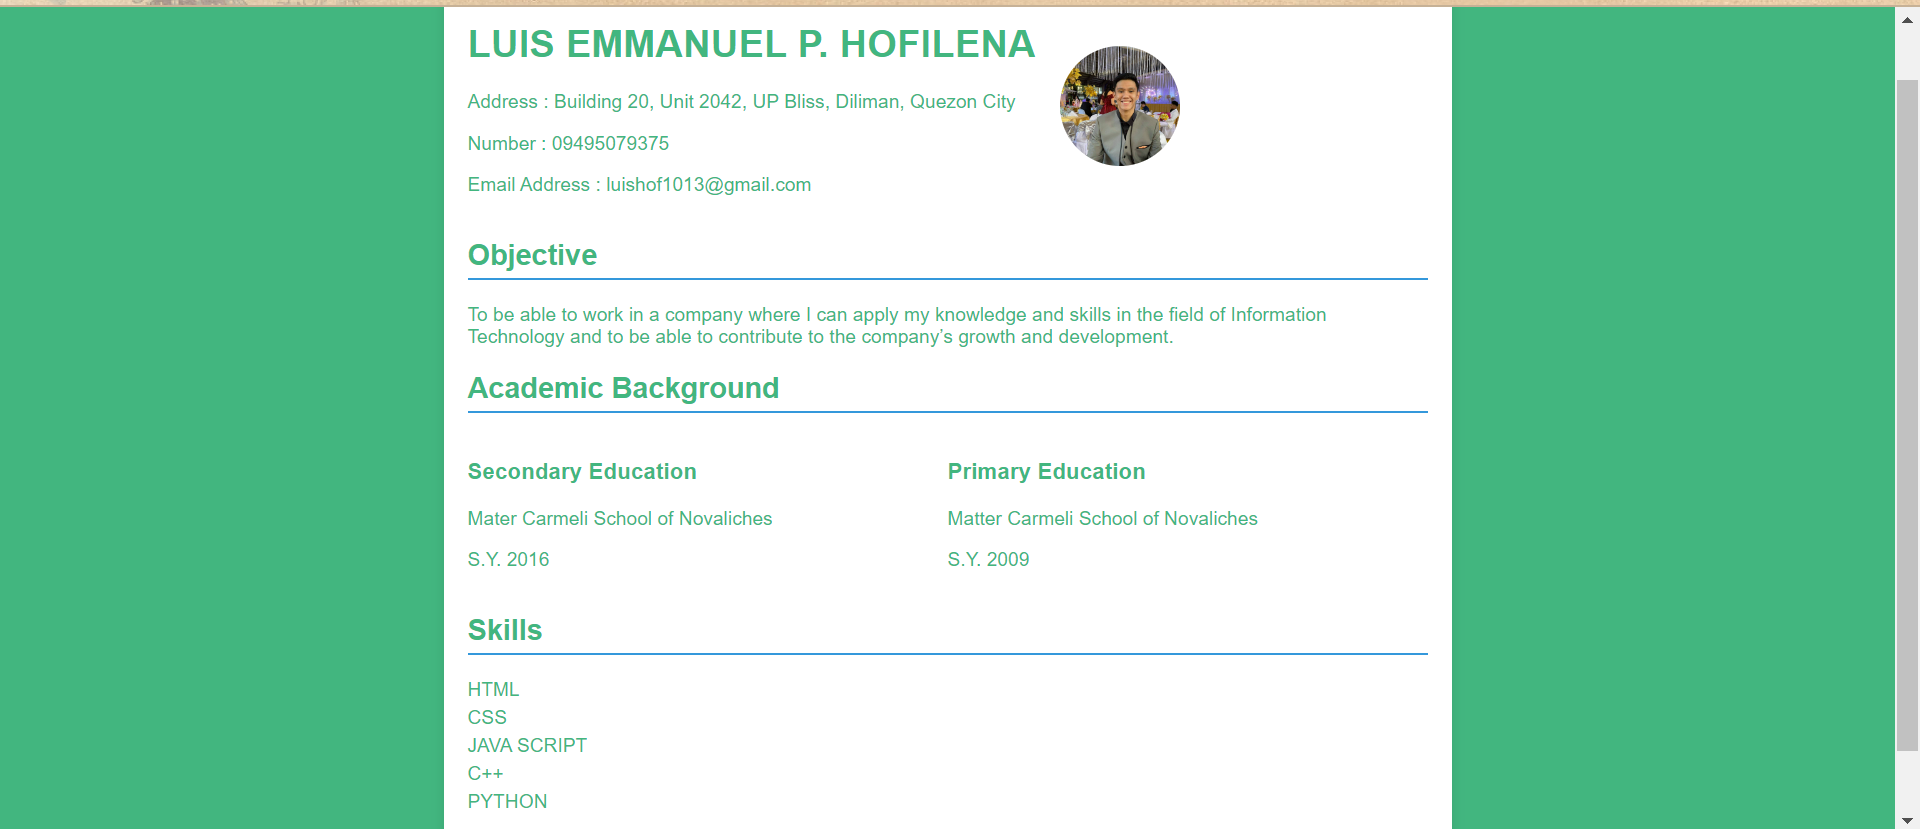 LUIS EMMANUEL P. HOFILENA
Address : Building 20, Unit 2042, UP Bliss, Diliman, Quezon City
Number : 09495079375
Email Address : luishof1013@gmail.com
Objective
To be able to work in a company where I can apply my knowledge and skills in the field of Information
Technology and to be able to contribute to the company’s growth and development.
Academic Background
Secondary Education
Mater Carmeli School of Novaliches
S.Y. 2016
Primary Education
Matter Carmeli School of Novaliches
S.Y. 2009
Skills
HTML
CSS
JAVA SCRIPT
C++
PYTHON